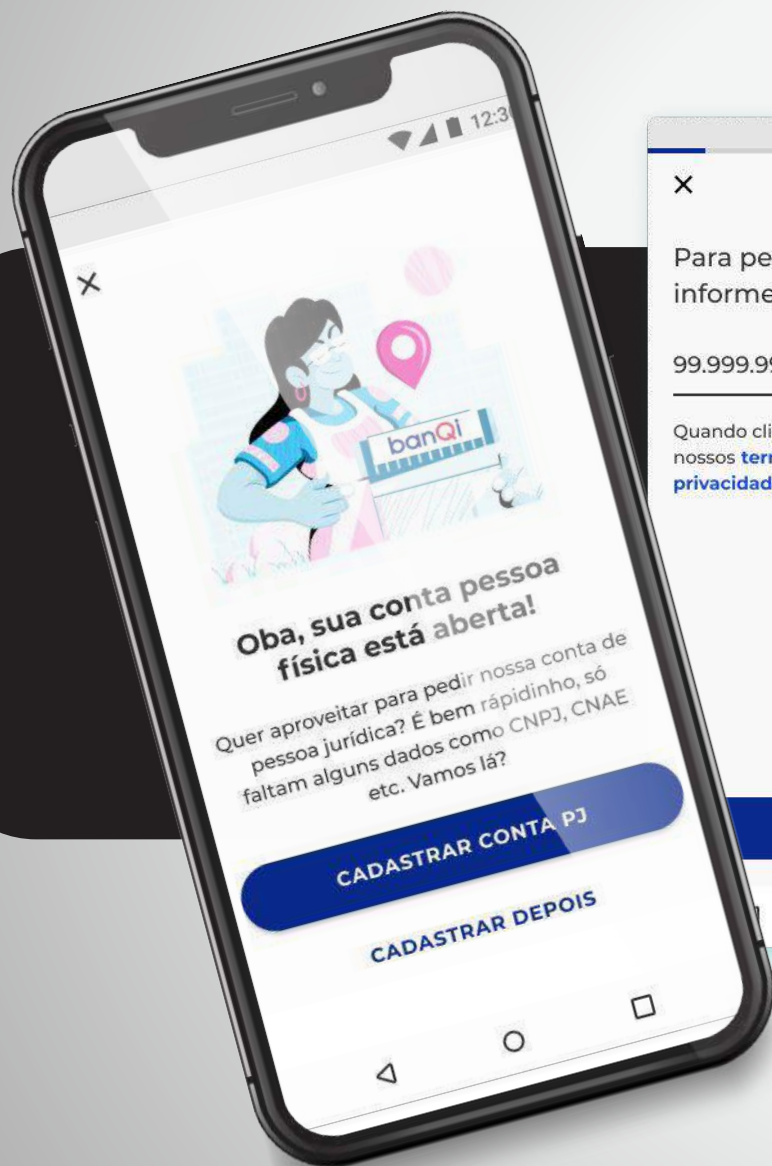 12:3
banQi
Oba, sua conta pessoa
física está aberta!
Quer aproveitar para pedir nossa conta de
pessoa jurídica? É bem rápidinho, só
faltam alguns dados como CNPJ, CNAE
etc. Vamos lá?
CADASTRAR CONTA PJ
CADASTRAR DEPOIS
Para pe
informe
99.999.99
Quando cli
nossos term
privacidad